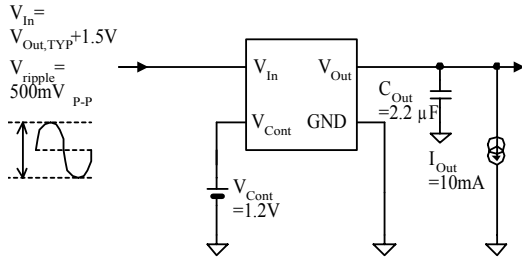 V_In=
V_Out,TYP+1.5V
V_ripple=
500mV P-P
V_In
V_Out
V_Cont
GND
C_Out
=2.2 μF
V_Cont
=1.2V
I_Out
=10mA